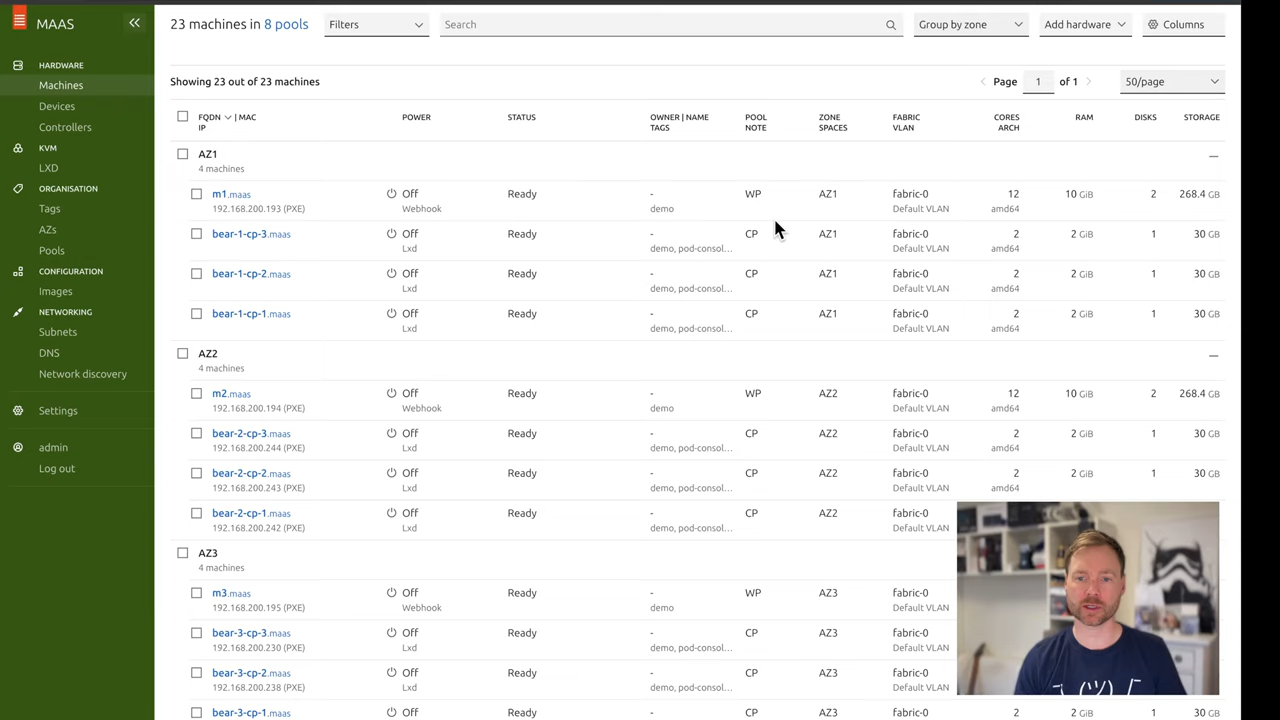 MAAS
HARDWARE
Machines
Devices
Controllers
KVM
LXD
ORGANISATION
Tags
AZs
Pools
CONFIGURATION
Images
NETWORKING
Subnets
DNS
Network discovery
Settings
admin
Log out
23 machines in 8 pools Filters Search Group by zone Add hardware Columns
Showing 23 out of 23 machines Page 1 of 1 50/page
FQDN | MAC POWER STATUS OWNER | NAME POOL ZONE FABRIC CORES RAM DISKS STORAGE
IP TAGS NOTE SPACES VLAN ARCH
AZ1
4 machines
m1.maas Off Ready - WP AZ1 fabric-0 12 10 GiB 2 268.4 GB
192.168.200.193 (PXE) Webhook demo Default VLAN amd64
bear-1-cp-3.maas Off Ready - CP AZ1 fabric-0 2 2 GiB 1 30 GB
Lxd demo, pod-consol... Default VLAN amd64
bear-1-cp-2.maas Off Ready - CP AZ1 fabric-0 2 2 GiB 1 30 GB
Lxd demo, pod-consol... Default VLAN amd64
bear-1-cp-1.maas Off Ready - CP AZ1 fabric-0 2 2 GiB 1 30 GB
Lxd demo, pod-consol... Default VLAN amd64
AZ2
4 machines
m2.maas Off Ready - WP AZ2 fabric-0 12 10 GiB 2 268.4 GB
192.168.200.194 (PXE) Webhook demo Default VLAN amd64
bear-2-cp-3.maas Off Ready - CP AZ2 fabric-0 2 2 GiB 1 30 GB
192.168.200.244 (PXE) Lxd demo, pod-consol... Default VLAN amd64
bear-2-cp-2.maas Off Ready - CP AZ2 fabric-0 2 2 GiB 1 30 GB
192.168.200.243 (PXE) Lxd demo, pod-consol... Default VLAN amd64
bear-2-cp-1.maas Off Ready - CP AZ2 fabric-0
192.168.200.242 (PXE) Lxd demo, pod-consol... Default VLAN
AZ3
4 machines
m3.maas Off Ready - WP AZ3 fabric-0
192.168.200.195 (PXE) Webhook demo Default VLAN
bear-3-cp-3.maas Off Ready - CP AZ3 fabric-0
192.168.200.230 (PXE) Lxd demo, pod-consol... Default VLAN
bear-3-cp-2.maas Off Ready - CP AZ3 fabric-0
192.168.200.238 (PXE) Lxd demo, pod-consol... Default VLAN
bear-3-cp-1.maas Off Ready - CP AZ3 fabric-0 2 2 GiB 1 30 GB